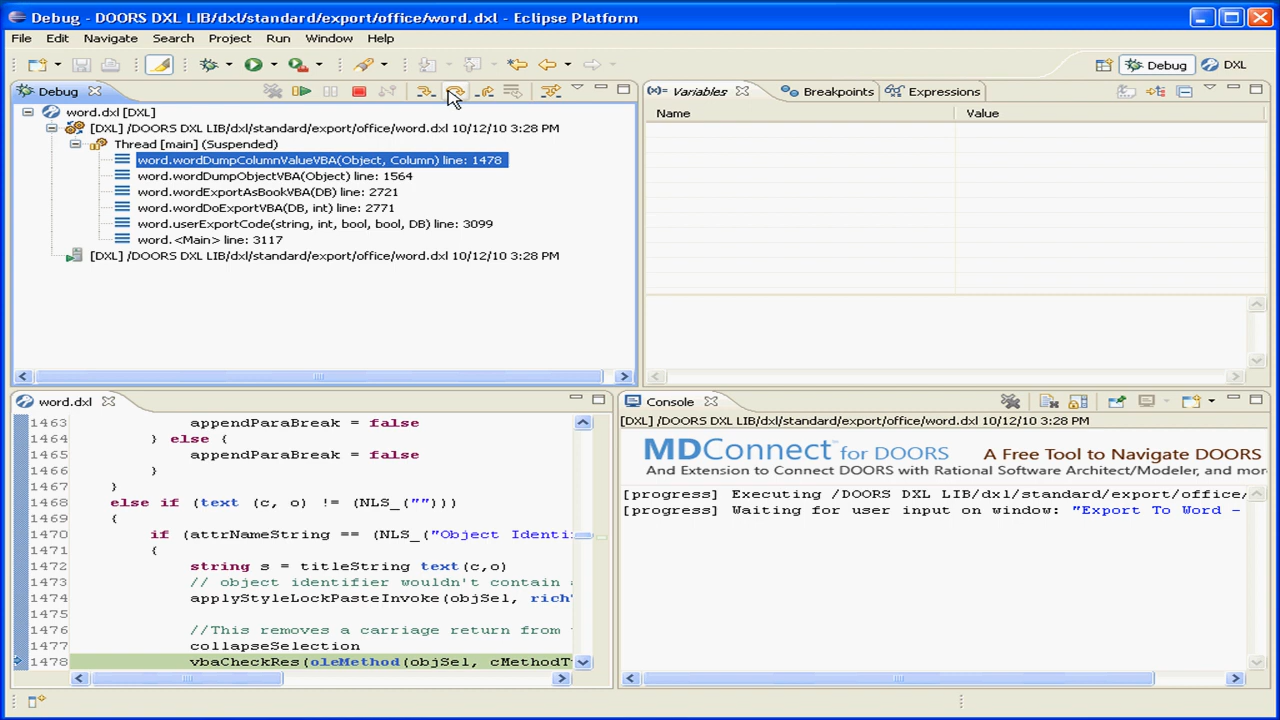 Debug - DOORS DXL LIB/dxl/standard/export/office/word.dxl - Eclipse Platform
File Edit Navigate Search Project Run Window Help
Debug DXL
Debug
word.dxl [DXL]
[DXL] /DOORS DXL LIB/dxl/standard/export/office/word.dxl 10/12/10 3:28 PM
Thread [main] (Suspended)
word.wordDumpColumnValueVBA(Object, Column) line: 1478
word.wordDumpObjectVBA(Object) line: 1564
word.wordExportAsBookVBA(DB) line: 2721
word.wordDoExportVBA(DB, int) line: 2771
word.userExportCode(string, int, bool, bool, DB) line: 3099
word.<Main> line: 3117
[DXL] /DOORS DXL LIB/dxl/standard/export/office/word.dxl 10/12/10 3:28 PM
(x)= Variables Breakpoints Expressions
Name Value
word.dxl
1463 appendParaBreak = false
1464 } else {
1465 appendParaBreak = false
1466 }
1467 }
1468 else if (text (c, o) != (NLS_("")))
1469 {
1470 if (attrNameString == (NLS_("Object Identi
1471 {
1472 string s = titleString text(c,o)
1473 // object identifier wouldn't contain
1474 applyStyleLockPasteInvoke(objSel, rich
1475
1476 //This removes a carriage return from
1477 collapseSelection
1478 vbaCheckRes(oleMethod(objSel, cMethodT
Console
[DXL] /DOORS DXL LIB/dxl/standard/export/office/word.dxl 10/12/10 3:28 PM
MDConnect™ for DOORS A Free Tool to Navigate DOORS
And Extension to Connect DOORS with Rational Software Architect/Modeler, and mor
[progress] Executing /DOORS DXL LIB/dxl/standard/export/office/
[progress] Waiting for user input on window: "Export To Word -